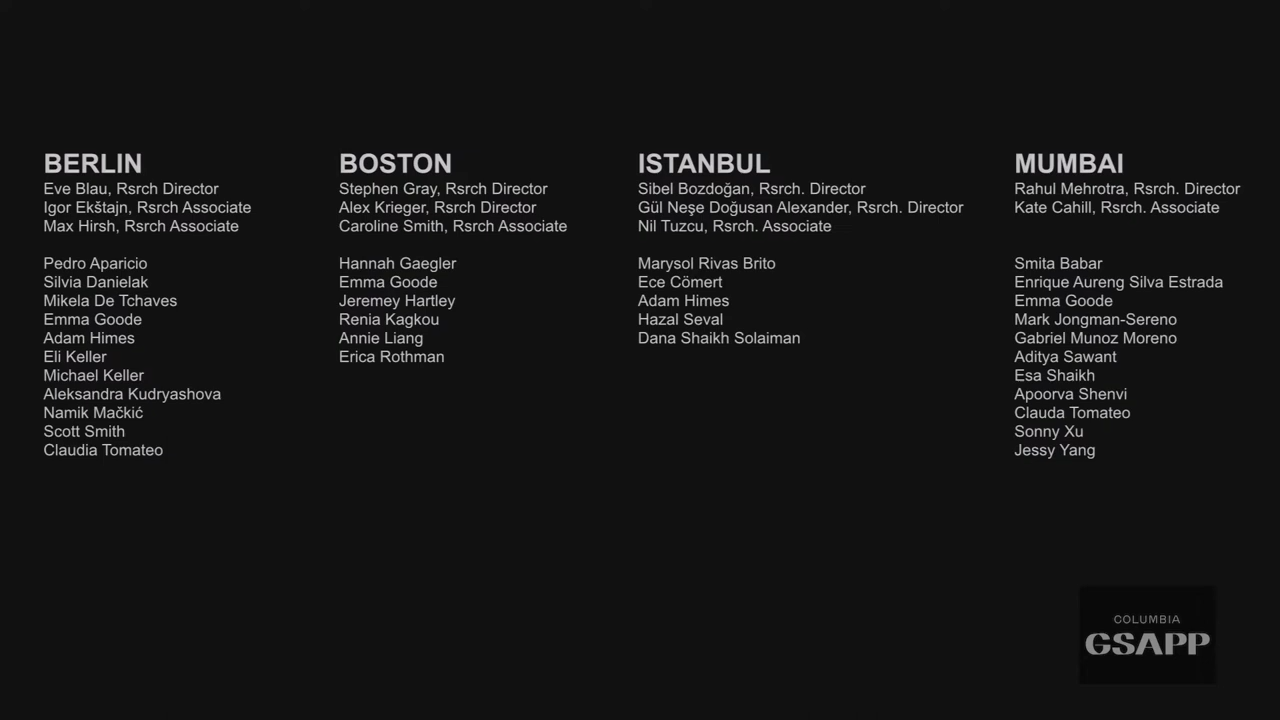 BERLIN
Eve Blau, Rsrch Director
Igor Ekštajn, Rsrch Associate
Max Hirsh, Rsrch Associate
Pedro Aparicio
Silvia Danielak
Mikela De Tchaves
Emma Goode
Adam Himes
Eli Keller
Michael Keller
Aleksandra Kudryashova
Namik Mačkić
Scott Smith
Claudia Tomateo
BOSTON
Stephen Gray, Rsrch Director
Alex Krieger, Rsrch Director
Caroline Smith, Rsrch Associate
Hannah Gaegler
Emma Goode
Jeremey Hartley
Renia Kagkou
Annie Liang
Erica Rothman
ISTANBUL
Sibel Bozdoğan, Rsrch. Director
Gül Neşe Doğusan Alexander, Rsrch. Director
Nil Tuzcu, Rsrch. Associate
Marysol Rivas Brito
Ece Cömert
Adam Himes
Hazal Seval
Dana Shaikh Solaiman
MUMBAI
Rahul Mehrotra, Rsrch. Director
Kate Cahill, Rsrch. Associate
Smita Babar
Enrique Aureng Silva Estrada
Emma Goode
Mark Jongman-Sereno
Gabriel Munoz Moreno
Aditya Sawant
Esa Shaikh
Apoorva Shenvi
Clauda Tomateo
Sonny Xu
Jessy Yang
COLUMBIA
GSAPP